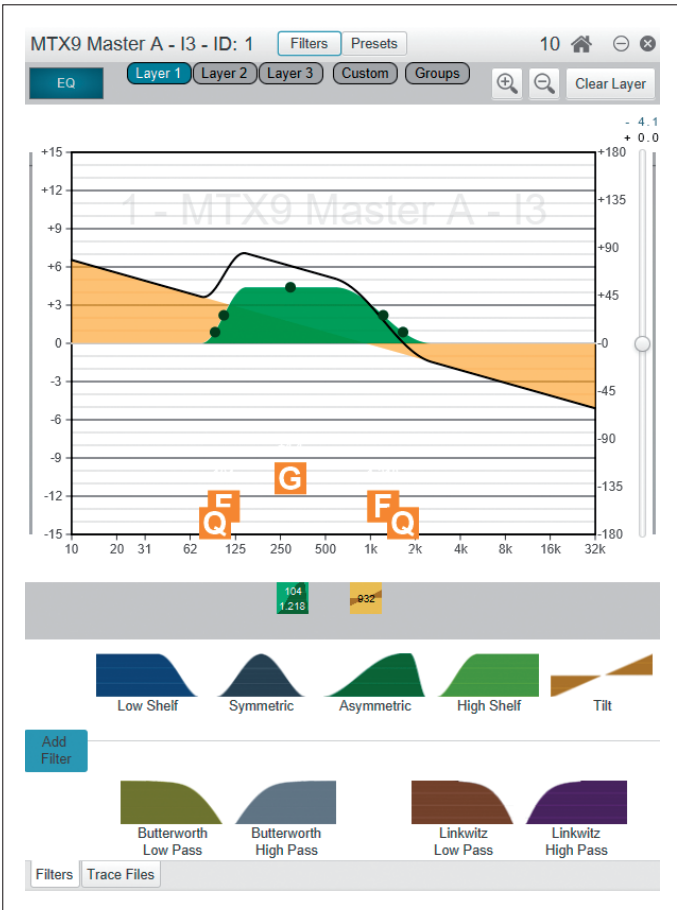 MTX9 Master A - I3 - ID: 1 Filters Presets 10
EQ Layer 1 Layer 2 Layer 3 Custom Groups Clear Layer
- 4.1
+ 0.0
1 - MTX9 Master A - I3
+15 +180
+12 +135
+9 +90
+6 +45
+3 -0
0 -45
-3 -90
-6 -135
-9 -180
-12
-15
G
F F
Q Q
10 20 31 62 125 250 500 1k 2k 4k 8k 16k 32k
104 932
1.218
Low Shelf Symmetric Asymmetric High Shelf Tilt
Add
Filter
Butterworth Butterworth Linkwitz Linkwitz
Low Pass High Pass Low Pass High Pass
Filters Trace Files